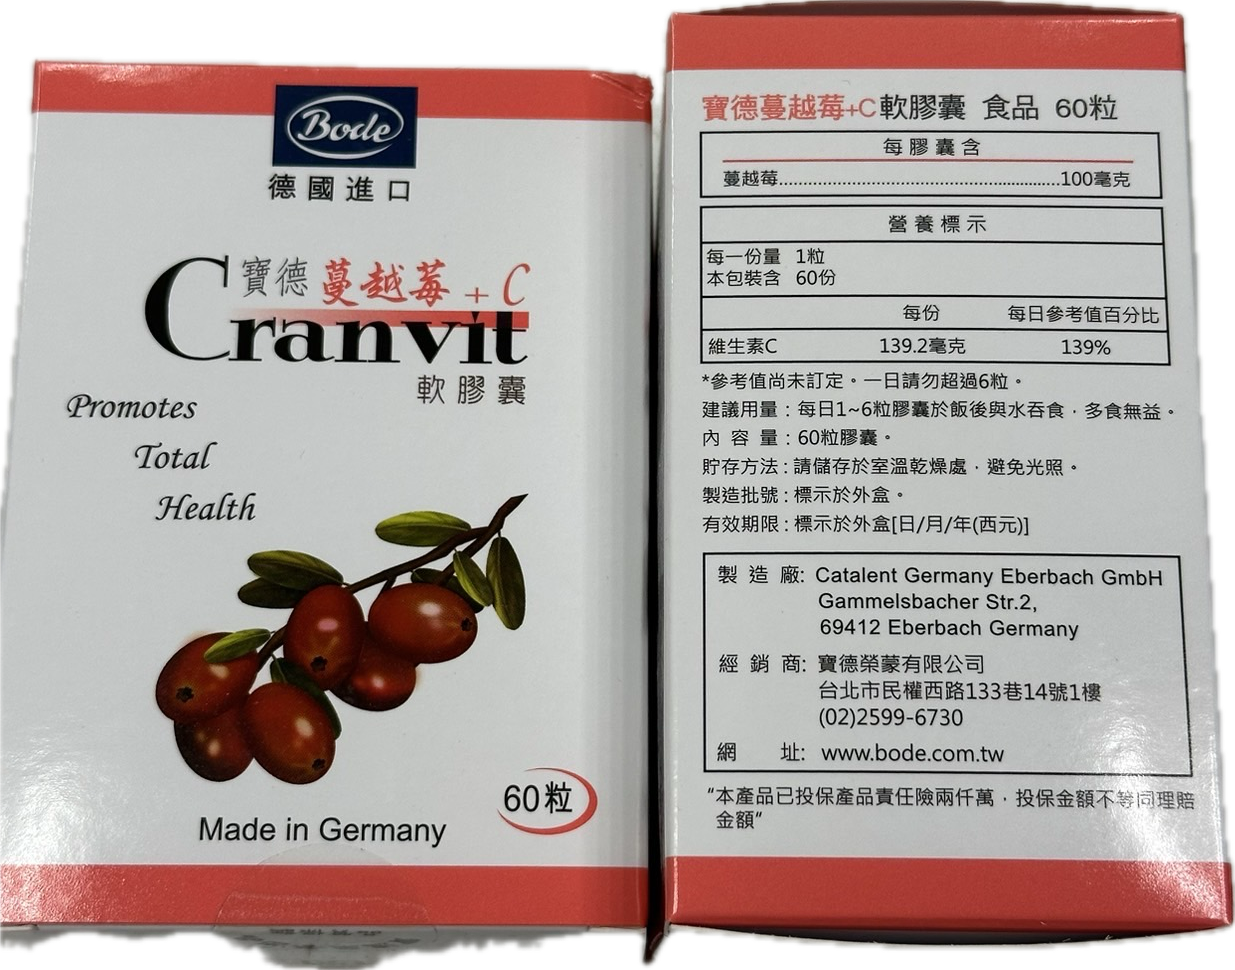 Bode
德國進口
寶德蔓越莓+C
Cranvit
軟膠囊
Promotes
Total
Health
60粒
Made in Germany
寶德蔓越莓+C軟膠囊 食品 60粒
每膠囊含
蔓越莓............................................................100毫克
營養標示
每一份量 1粒
本包裝含 60份
每份 每日參考值百分比
維生素C 139.2毫克 139%
*參考值尚未訂定。一日請勿超過6粒。
建議用量：每日1~6粒膠囊於飯後與水吞食，多食無益。
內容量：60粒膠囊。
貯存方法：請儲存於室溫乾燥處，避免光照。
製造批號：標示於外盒。
有效期限：標示於外盒[日/月/年(西元)]
製造廠: Catalent Germany Eberbach GmbH
Gammelsbacher Str.2,
69412 Eberbach Germany
經銷商: 寶德榮蒙有限公司
台北市民權西路133巷14號1樓
(02)2599-6730
網址: www.bode.com.tw
"本產品已投保產品責任險兩仟萬，投保金額不等同理賠
金額"